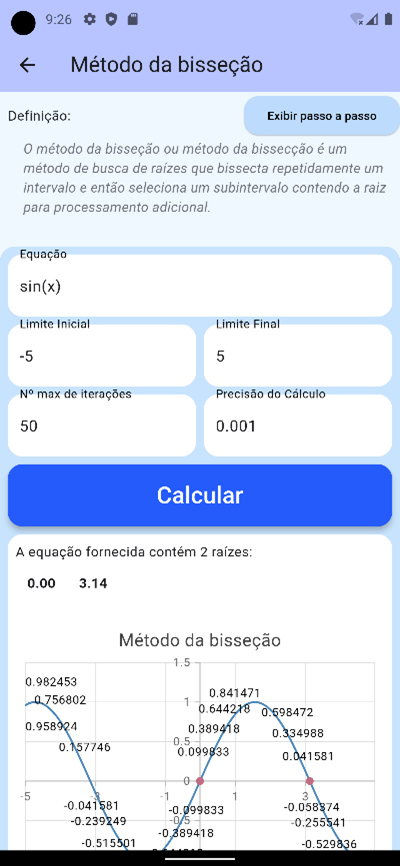 9:26
Método da bisseção
Definição:
Exibir passo a passo
O método da bisseção ou método da bissecção é um
método de busca de raízes que bissecta repetidamente um
intervalo e então seleciona um subintervalo contendo a raiz
para processamento adicional.
Equação
sin(x)
Limite Inicial
Limite Final
-5
5
Nº max de iterações
Precisão do Cálculo
50
0.001
Calcular
A equação fornecida contém 2 raízes:
0.00 3.14
Método da bisseção
1.5
0.982453
0.841471
0.756802
1
0.644218
0.598472
0.958924
0.389418
0.334988
0.157746
0.5
0.099833
0.041581
0
-5
-3
1
3
-0.041581
-0.099833
-0.058374
-0.239249
-0.5
-0.255541
-0.389418
-0.515501
-0.529836